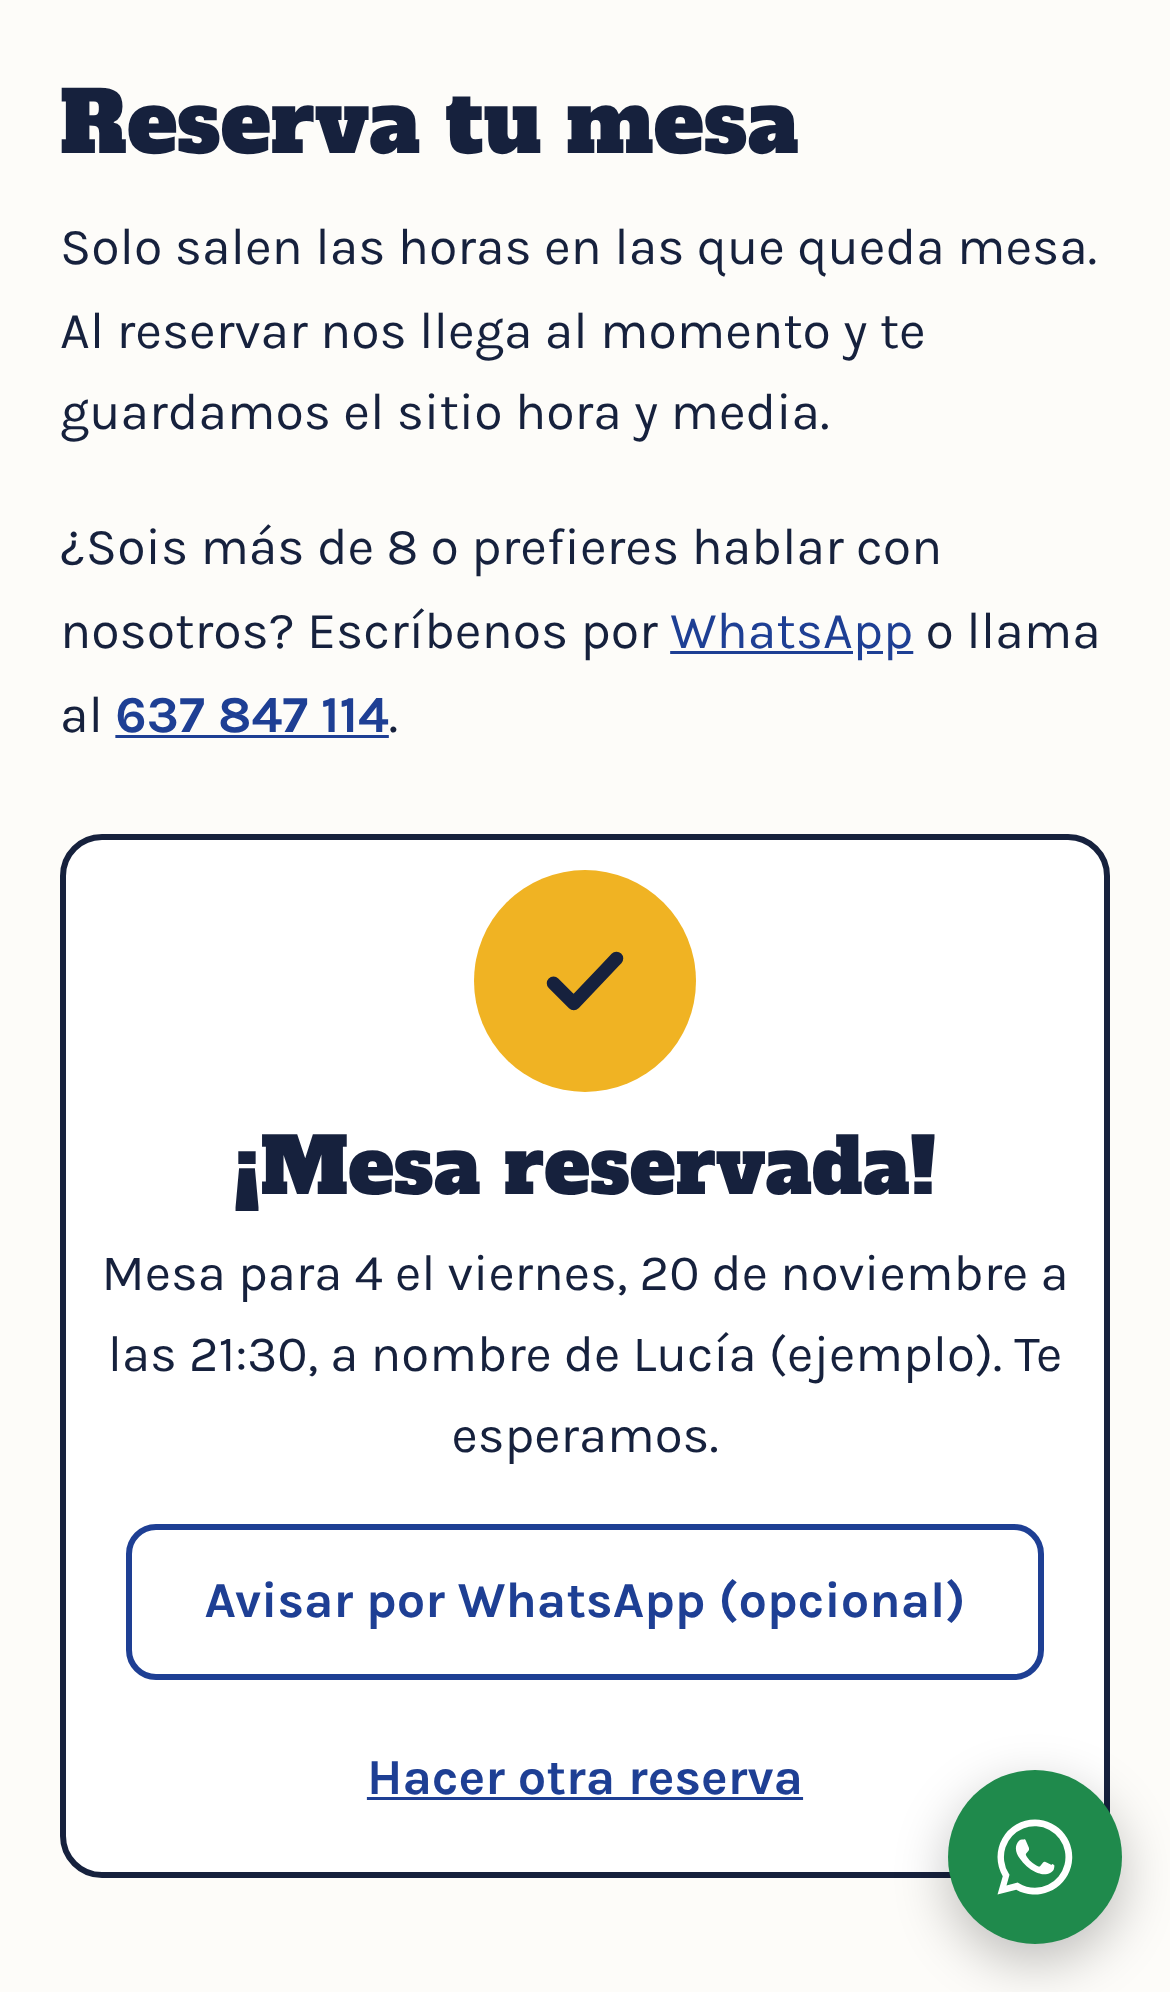 Reserva tu mesa
Solo salen las horas en las que queda mesa.
Al reservar nos llega al momento y te
guardamos el sitio hora y media.
¿Sois más de 8 o prefieres hablar con
nosotros? Escríbenos por WhatsApp o llama
al 637 847 114.
¡Mesa reservada!
Mesa para 4 el viernes, 20 de noviembre a
las 21:30, a nombre de Lucía (ejemplo). Te
esperamos.
Avisar por WhatsApp (opcional)
Hacer otra reserva